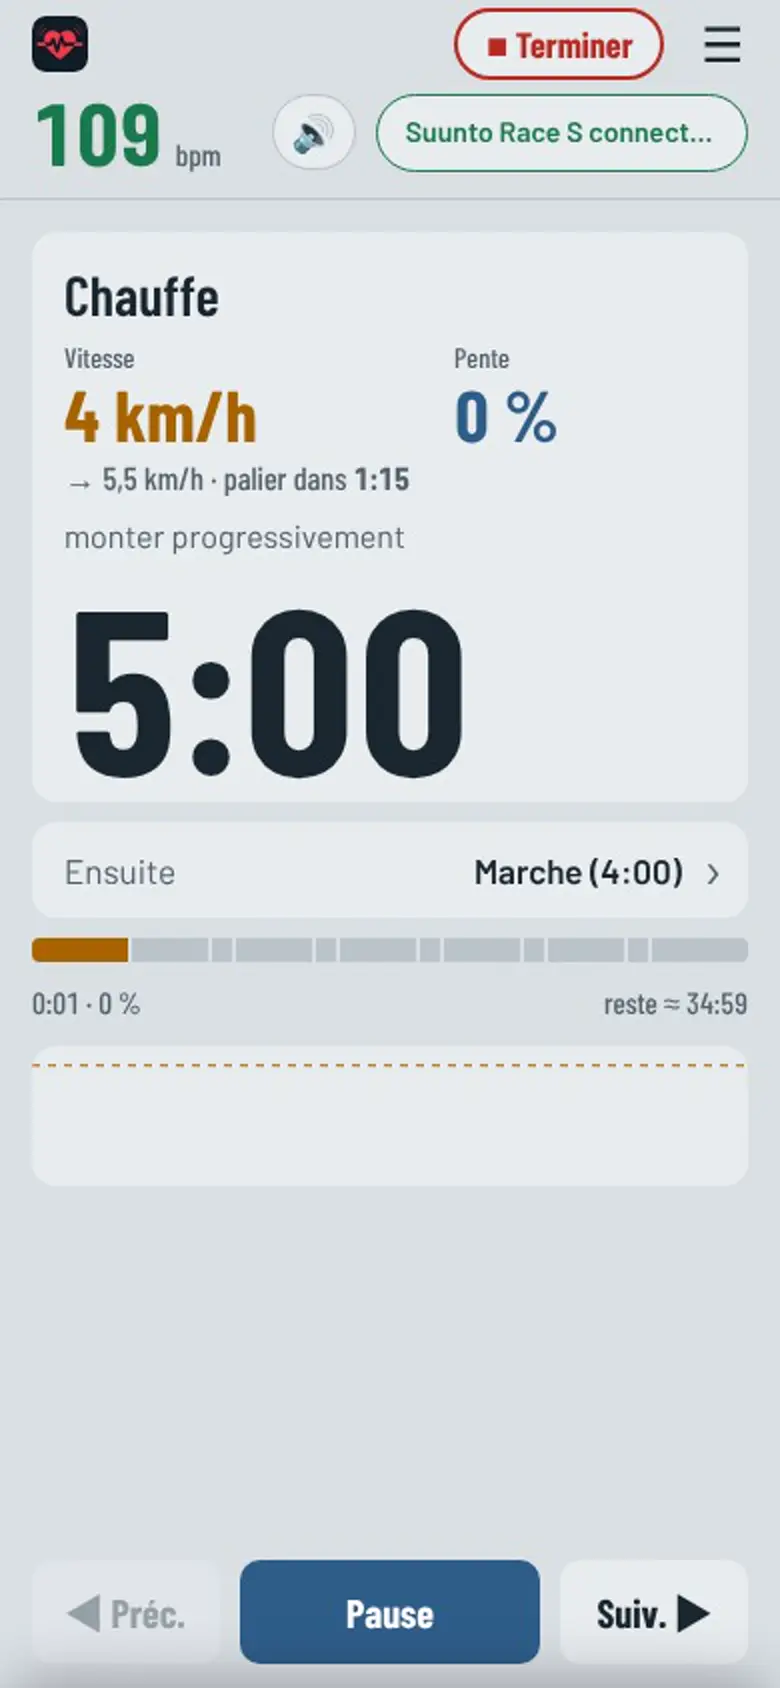 ■ Terminer
109 bpm
Suunto Race S connect...
Chauffe
Vitesse
4 km/h
Pente
0 %
→ 5,5 km/h · palier dans 1:15
monter progressivement
5:00
Ensuite
Marche (4:00) ›
0:01 · 0 %
reste ≈ 34:59
◀ Préc.
Pause
Suiv. ▶